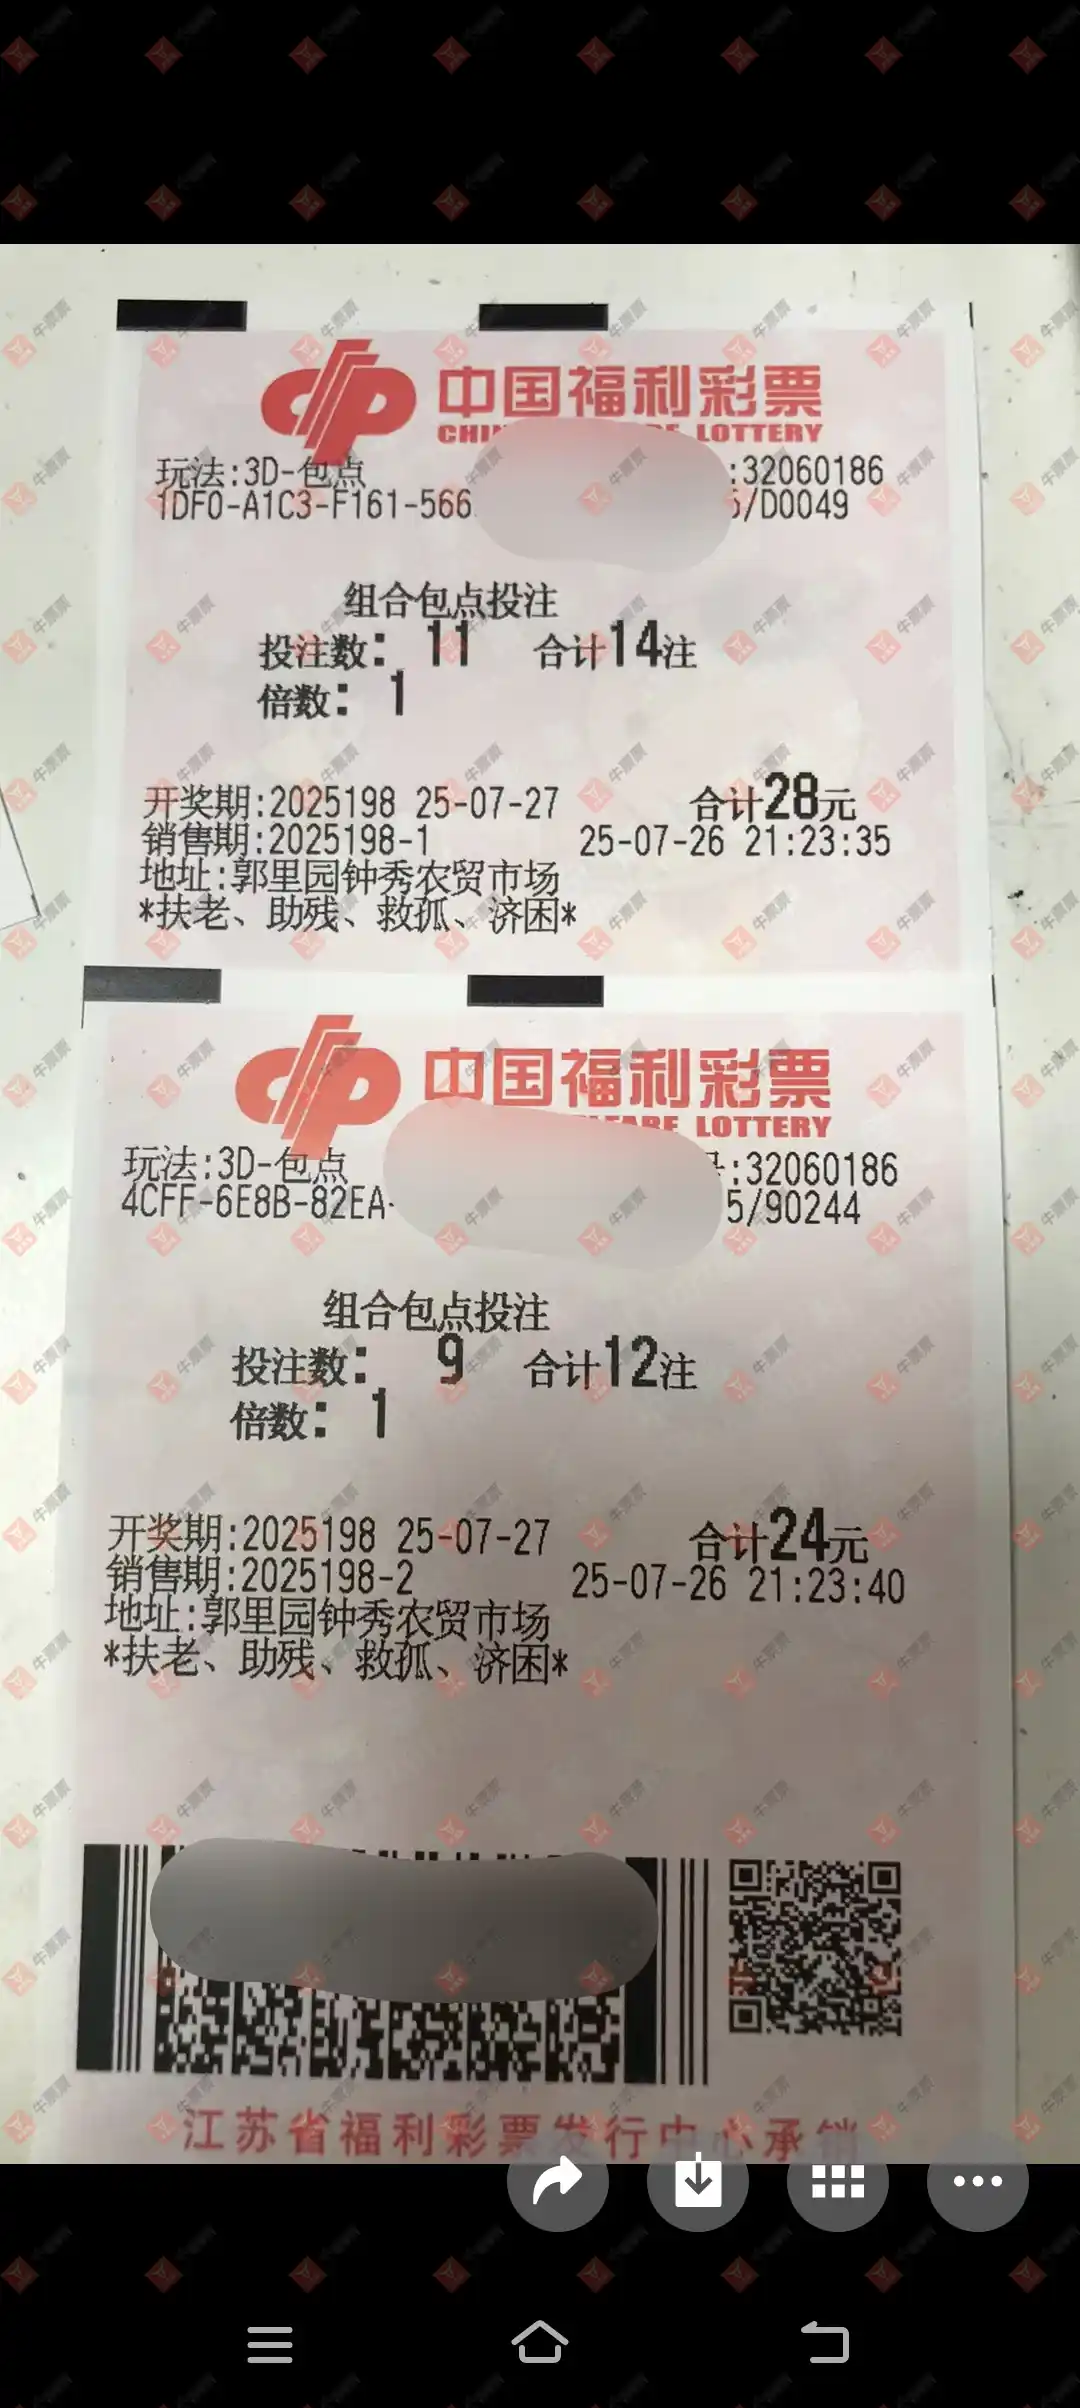 中国福利彩票
CHIN RE LOTTERY
玩法:3D-包点 :32060186
1DF0-A1C3-F161-566 5/D0049
组合包点投注
投注数: 11 合计14注
倍数: 1
开奖期:2025198 25-07-27 合计28元
销售期:2025198-1 25-07-26 21:23:35
地址:郭里园钟秀农贸市场
*扶老、助残、救孤、济困*
中国福利彩票
FARE LOTTERY
玩法:3D-包点 号:32060186
4CFF-6E8B-82EA- 5/90244
组合包点投注
投注数: 9 合计12注
倍数: 1
开奖期:2025198 25-07-27 合计24元
销售期:2025198-2 25-07-26 21:23:40
地址:郭里园钟秀农贸市场
*扶老、助残、救孤、济困*
江苏省福利彩票发行中心承销
牛票票